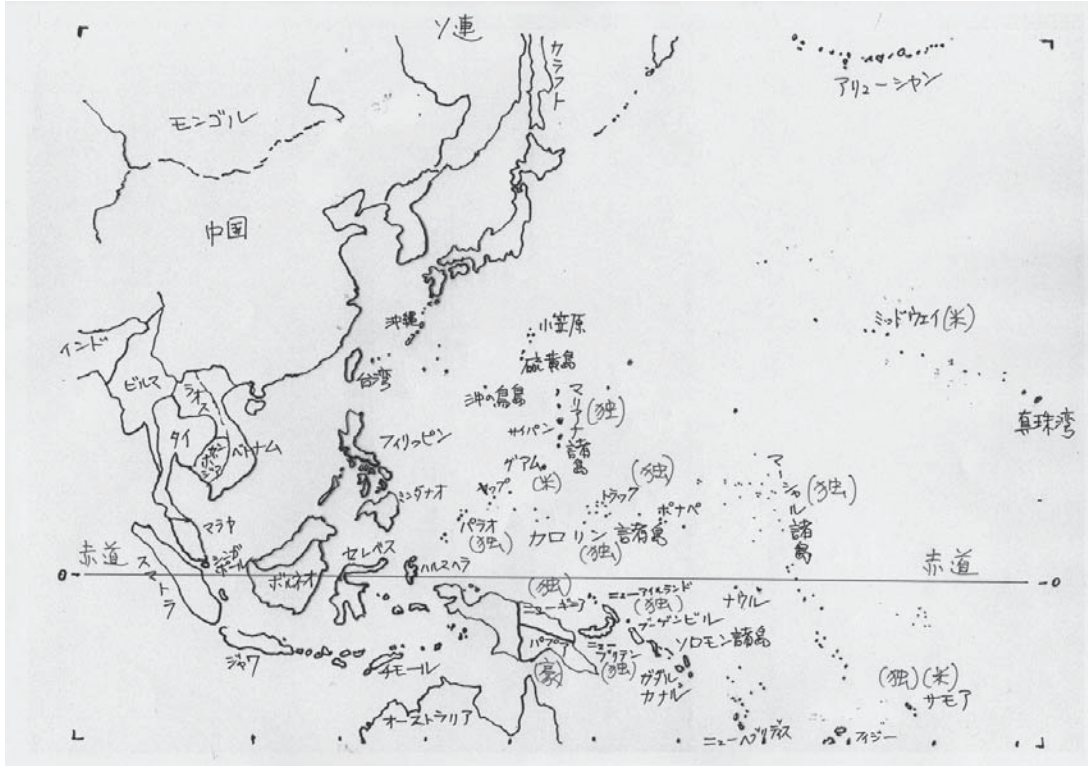 ソ連
カラフト
アリューシャン
モンゴル
中国
沖縄
小笠原
ミッドウェイ(米)
インド
硫黄島
台湾
ビルマ
ラオス
沖の鳥島
マリアナ諸島
(独)
真珠湾
タイ
カンボジア
ベトナム
フィリッピン
サイパン
グアム
(米)
ミンダナオ
ヤップ
トラック
(独)
マーシャル諸島
(独)
ポナペ
マラヤ
パラオ
(独)
カロリン諸島
(独)
赤道
スマトラ
シンガポール
ボルネオ
セレベス
ハルマヘラ
赤道
0
0
(独)
ニューギニア
ニューアイルランド
(独)
ナウル
ブーゲンビル
パプア
(豪)
ニューブリテン
(独)
ソロモン諸島
ジャワ
チモール
ガダル
カナル
(独)(米)
サモア
オーストラリア
ニューヘブリディス
フィジー